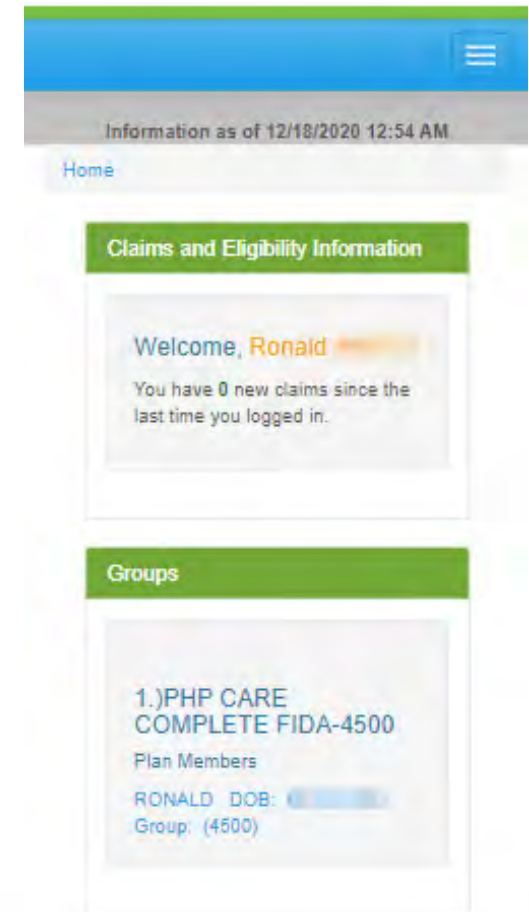 Information as of 12/18/2020 12:54 AM
Home
Claims and Eligibility Information
Welcome, Ronald
You have 0 new claims since the
last time you logged in.
Groups
1.)PHP CARE
COMPLETE FIDA-4500
Plan Members
RONALD DOB:
Group: (4500)